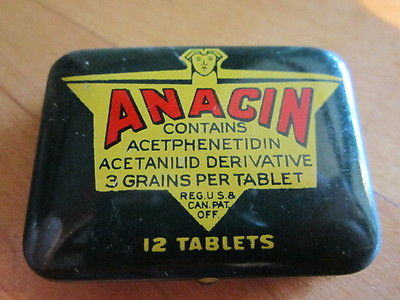 ANACIN
CONTAINS
ACETPHENETIDIN
ACETANILID DERIVATIVE
3 GRAINS PER TABLET
REG. U.S. &
CAN. PAT.
OFF.
12 TABLETS